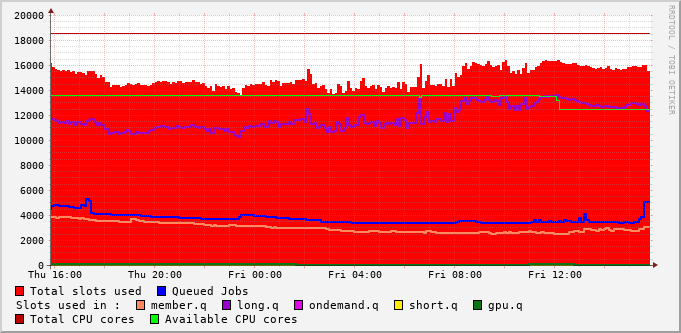 RRDTOOL / TOBI OETIKER
20000
18000
16000
14000
12000
10000
8000
6000
4000
2000
0
Thu 16:00 Thu 20:00 Fri 00:00 Fri 04:00 Fri 08:00 Fri 12:00
Total slots used Queued Jobs
Slots used in : member.q long.q ondemand.q short.q gpu.q
Total CPU cores Available CPU cores